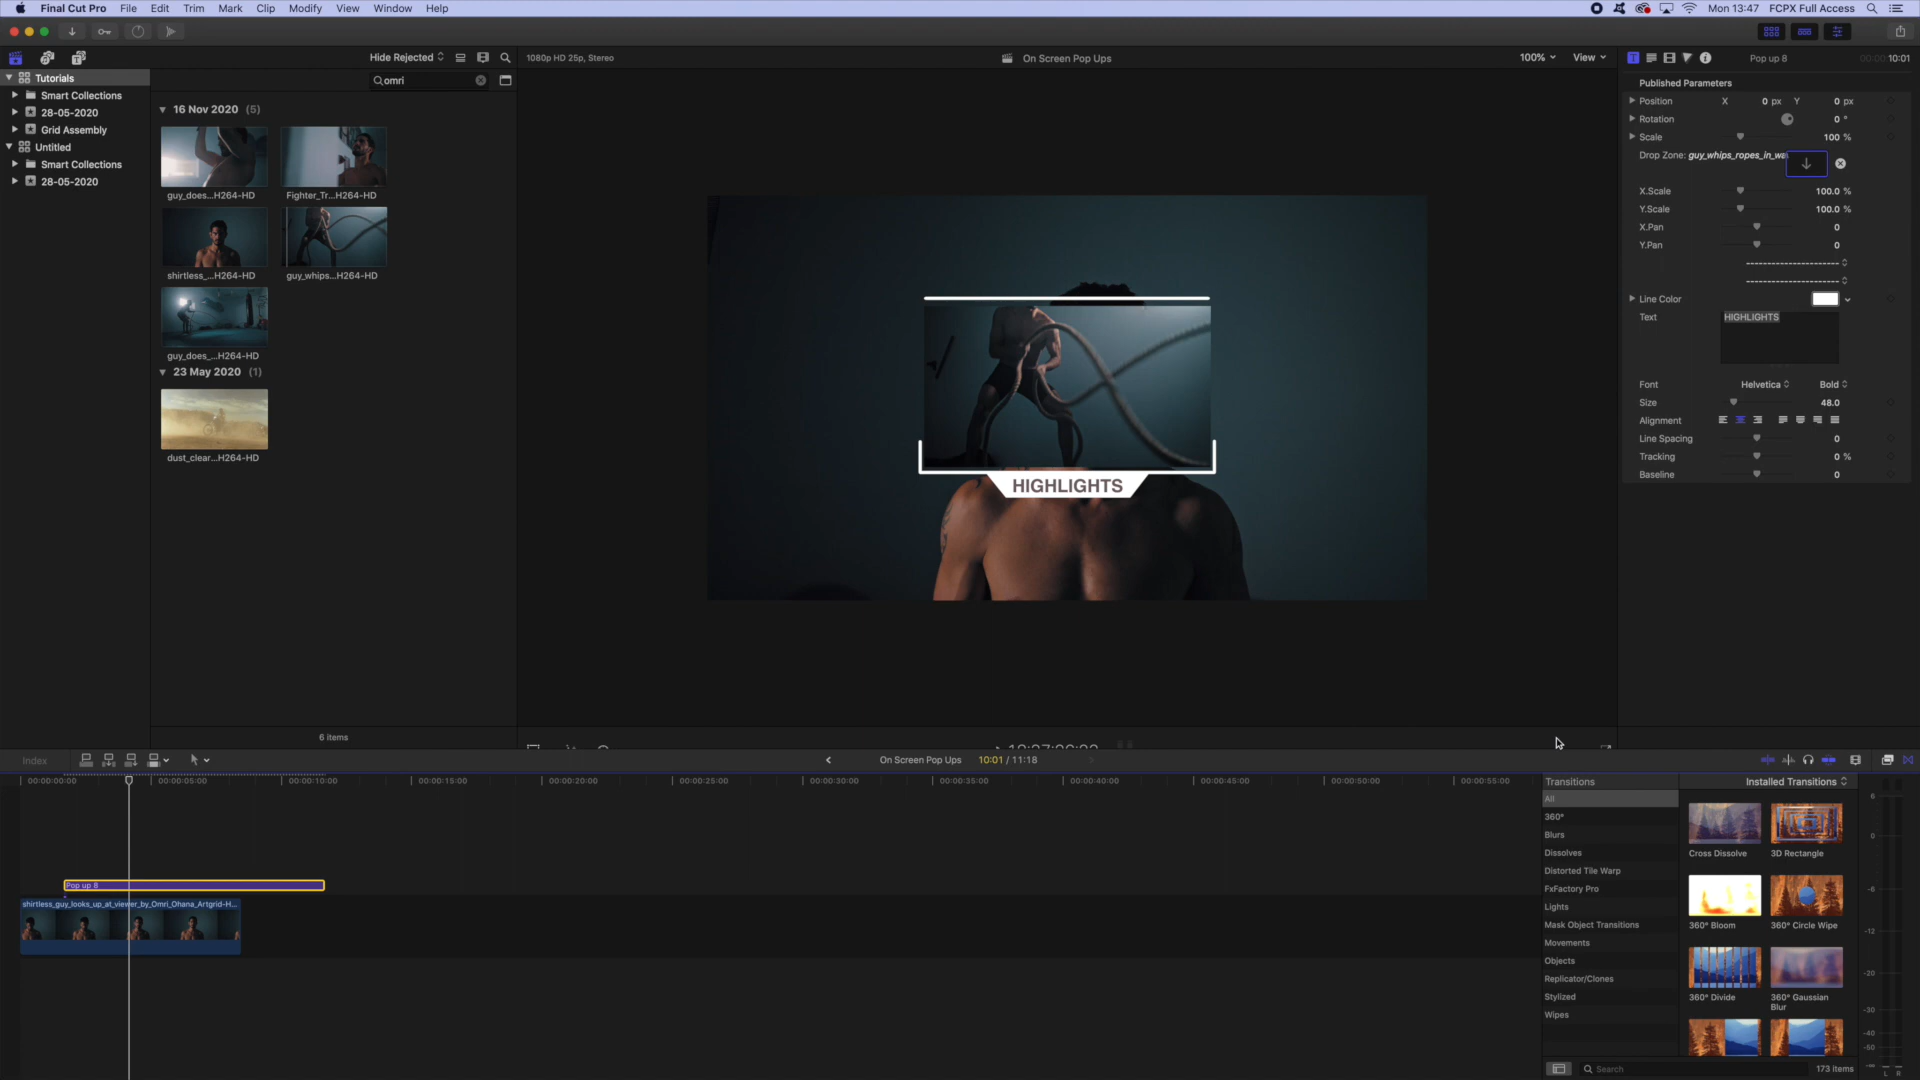 Final Cut Pro File Edit Trim Mark Clip Modify View Window Help Mon 13:47 FCPX Full Access
Hide Rejected 1080p HD 25p, Stereo On Screen Pop Ups 100% View Pop up 8 00:00:10:01
Tutorials
Smart Collections
28-05-2020
Grid Assembly
Untitled
Smart Collections
28-05-2020
omri
16 Nov 2020 (5)
guy_does...H264-HD Fighter_Tr...H264-HD
shirtless_...H264-HD guy_whips...H264-HD
guy_does_...H264-HD
23 May 2020 (1)
dust_clear...H264-HD
6 items
HIGHLIGHTS
Published Parameters
Position X 0 px Y 0 px
Rotation 0 °
Scale 100 %
Drop Zone: guy_whips_ropes_in_wa
X.Scale 100.0 %
Y.Scale 100.0 %
X.Pan 0
Y.Pan 0
Line Color
Text HIGHLIGHTS
Font Helvetica Bold
Size 48.0
Alignment
Line Spacing 0
Tracking 0 %
Baseline 0
Index On Screen Pop Ups 10:01 / 11:18
00:00:00:00 00:00:05:00 00:00:10:00 00:00:15:00 00:00:20:00 00:00:25:00 00:00:30:00 00:00:35:00 00:00:40:00 00:00:45:00 00:00:50:00 00:00:55:00
Pop up 8
shirtless_guy_looks_up_at_viewer_by_Omri_Ohana_Artgrid-H...
Transitions Installed Transitions
All
360°
Blurs
Dissolves
Distorted Tile Warp
FxFactory Pro
Lights
Mask Object Transitions
Movements
Objects
Replicator/Clones
Stylized
Wipes
Cross Dissolve 3D Rectangle
360° Bloom 360° Circle Wipe
360° Divide 360° Gaussian
Blur
Search 173 items
6
0
-6
-12
-20
-30
-40
-50
-∞
L R